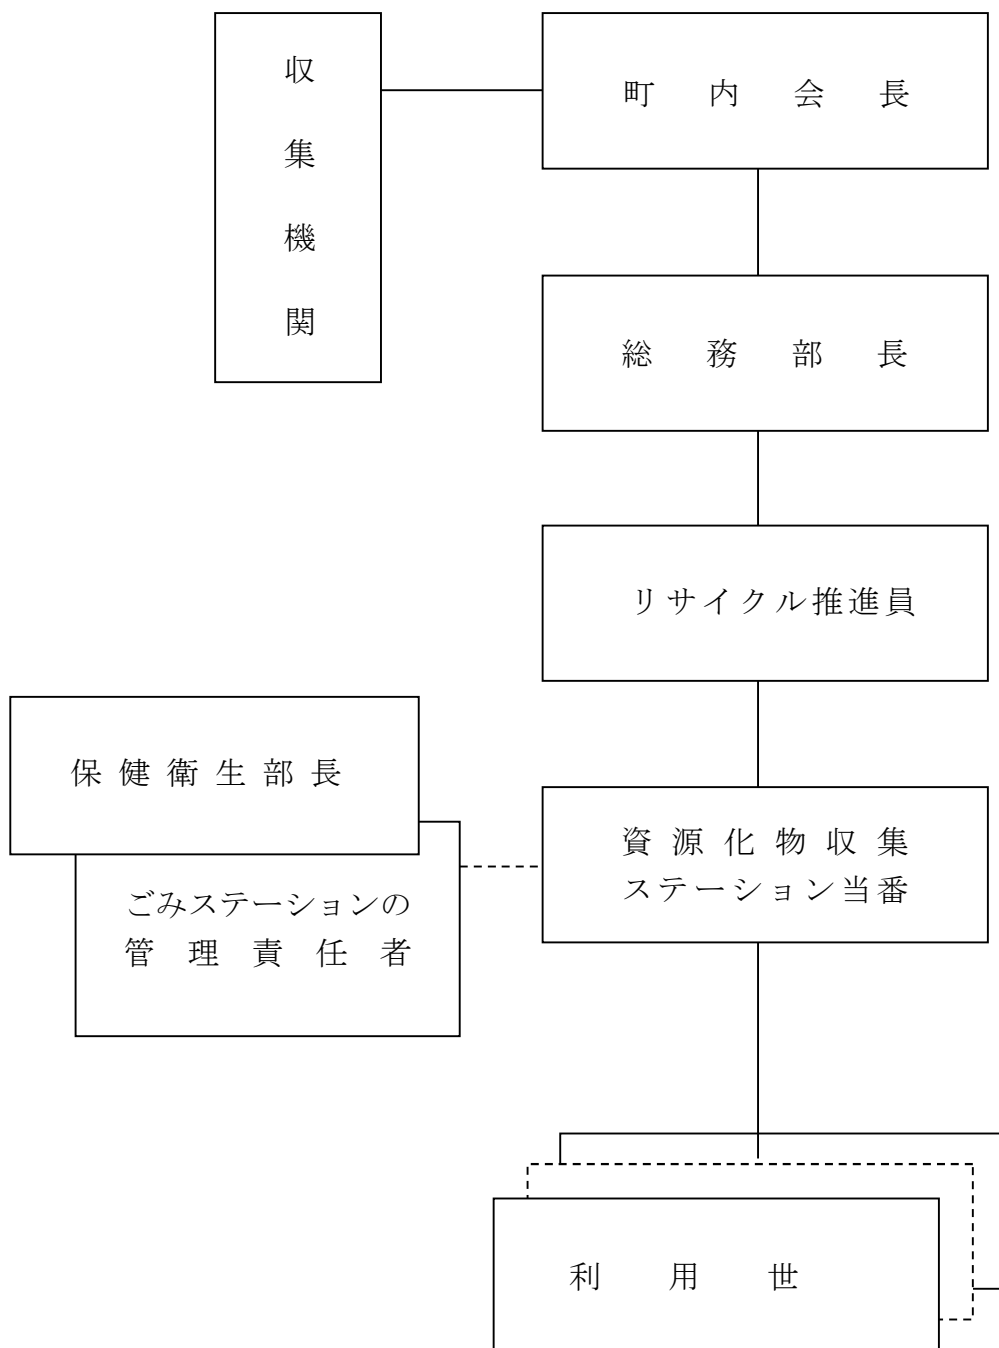 収集機関
町内会長
総務部長
リサイクル推進員
保健衛生部長
ごみステーションの
管理責任者
資源化物収集
ステーション当番
利用世